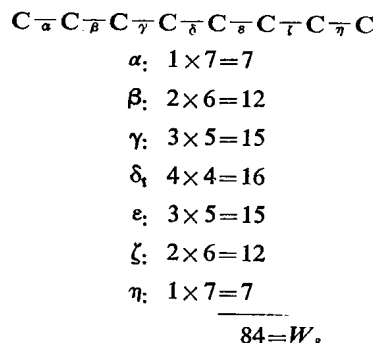 C—α—C—β—C—γ—C—δ—C—ε—C—ζ—C—η—C
α: 1×7=7
β: 2×6=12
γ: 3×5=15
δ: 4×4=16
ε: 3×5=15
ζ: 2×6=12
η: 1×7=7
84=W.